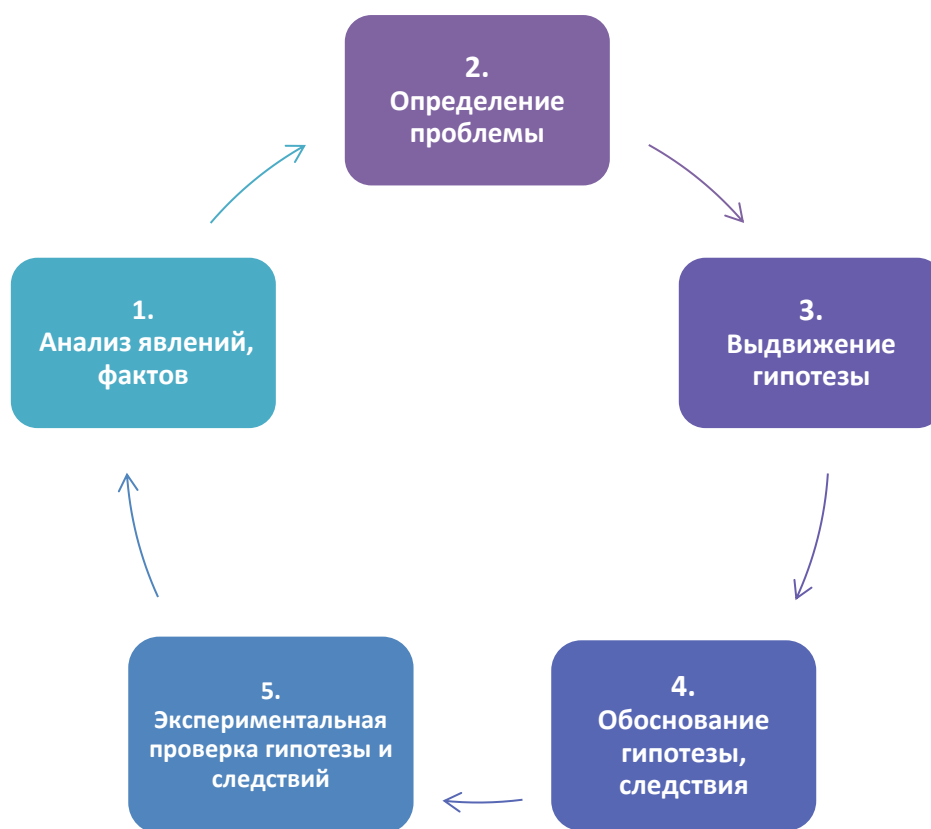 1.
Анализ явлений,
фактов
2.
Определение
проблемы
3.
Выдвижение
гипотезы
4.
Обоснование
гипотезы,
следствия
5.
Экспериментальная
проверка гипотезы и
следствий